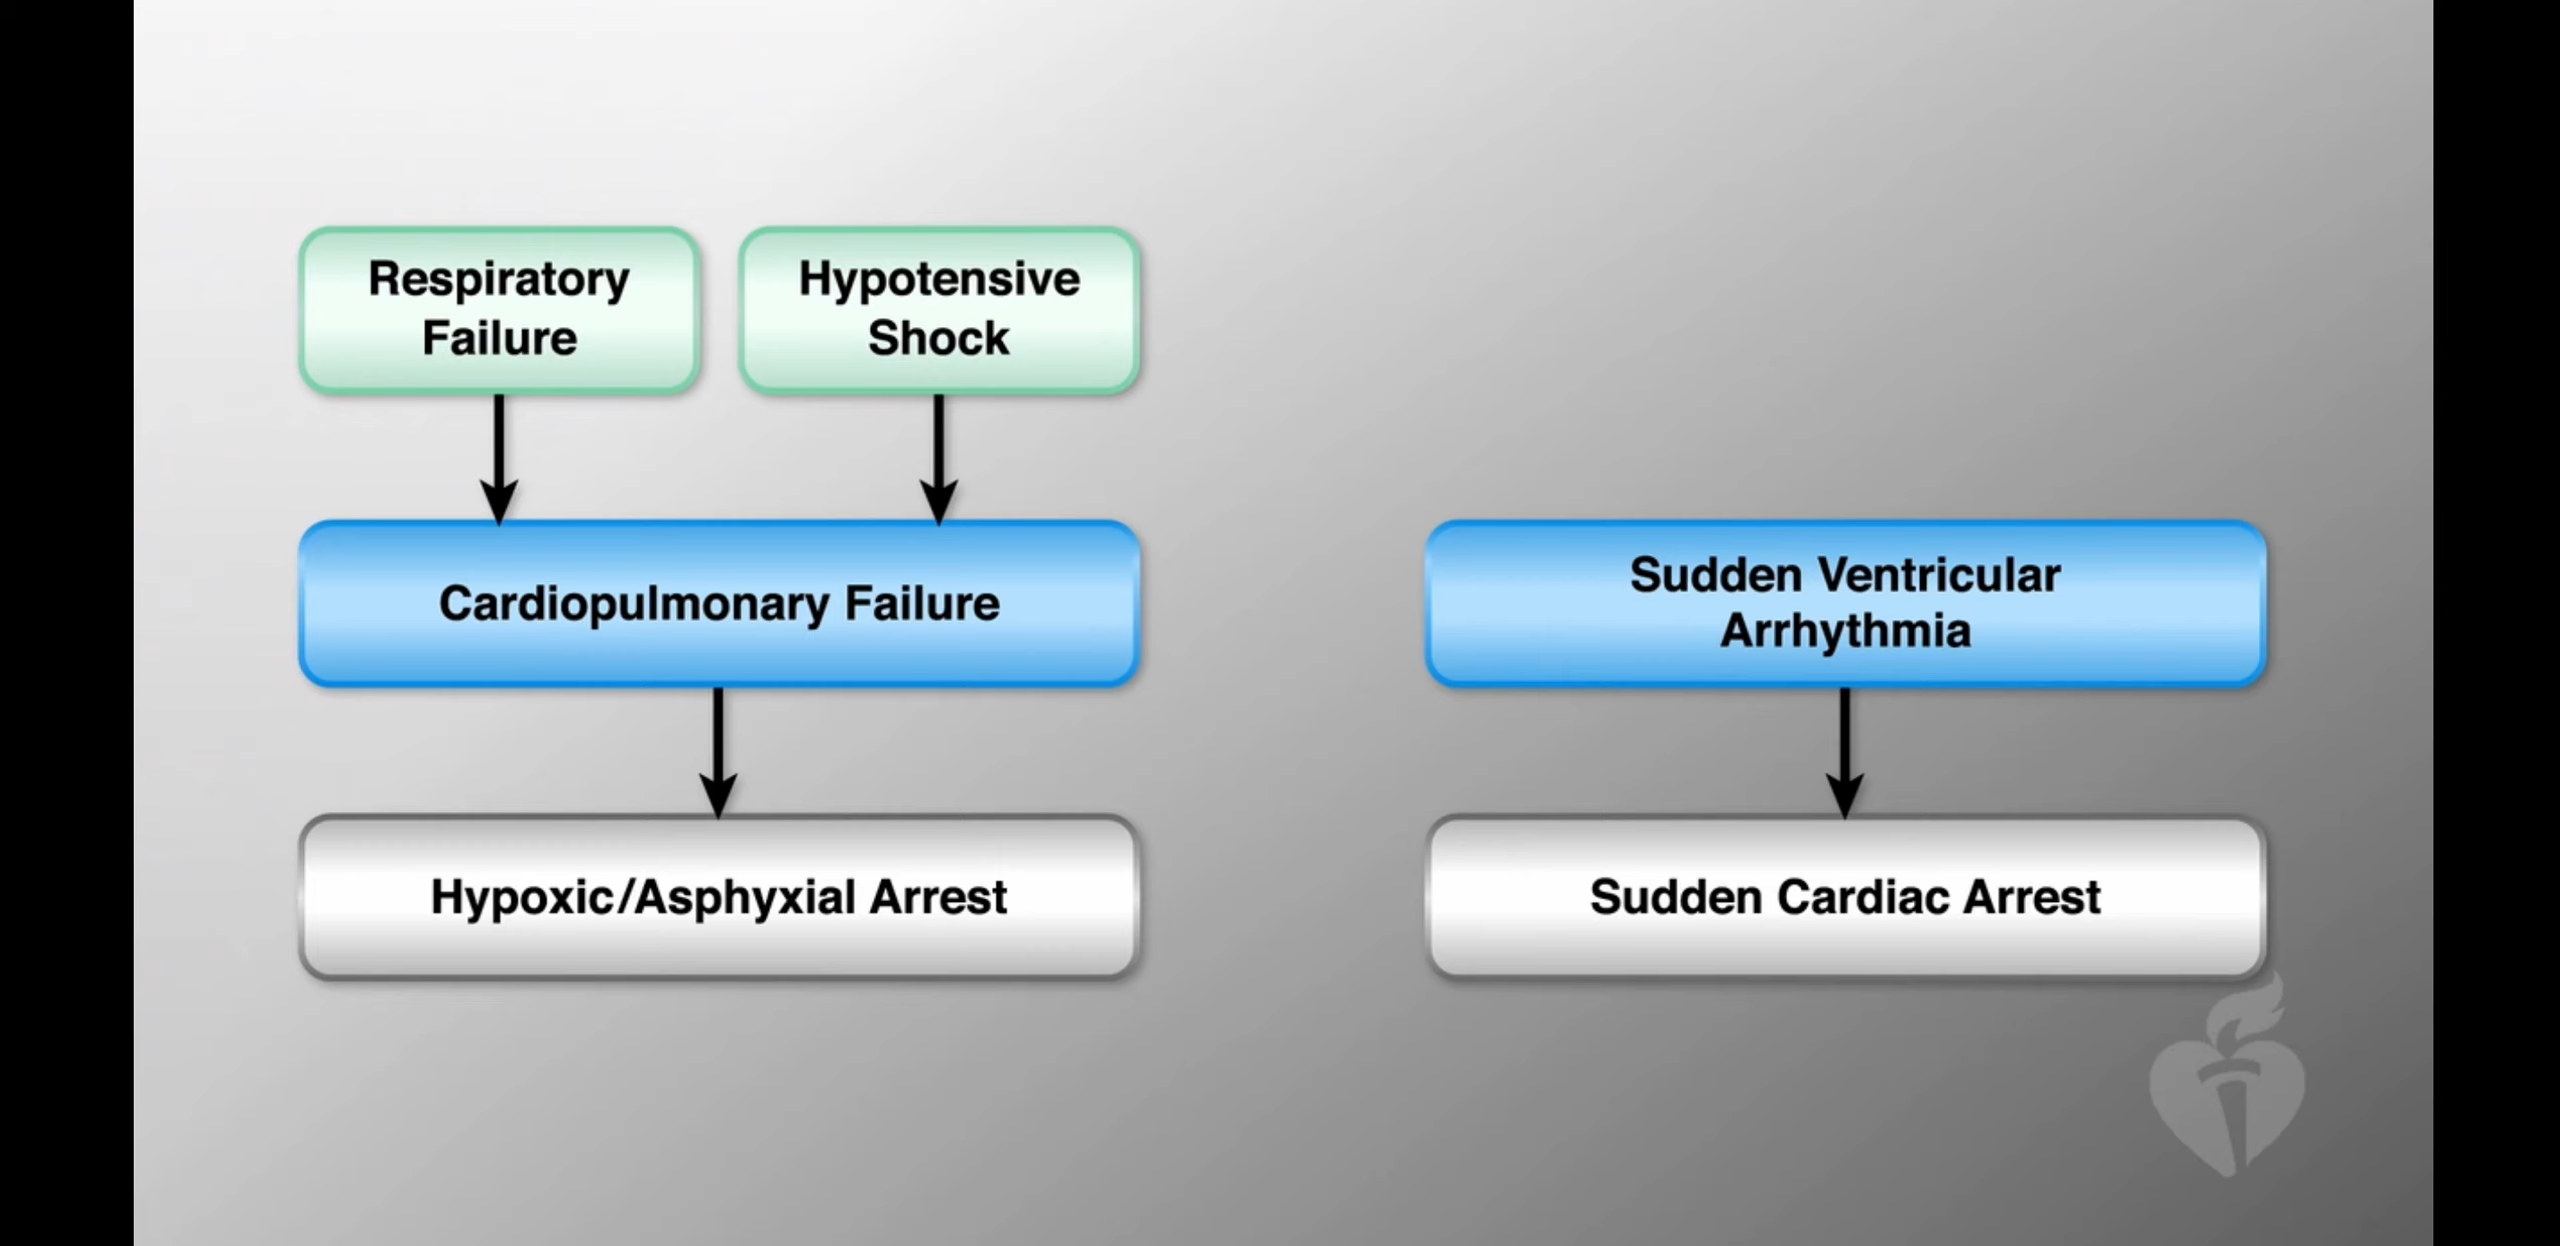 Respiratory
Failure
Hypotensive
Shock
Cardiopulmonary Failure
Hypoxic/Asphyxial Arrest
Sudden Ventricular
Arrhythmia
Sudden Cardiac Arrest